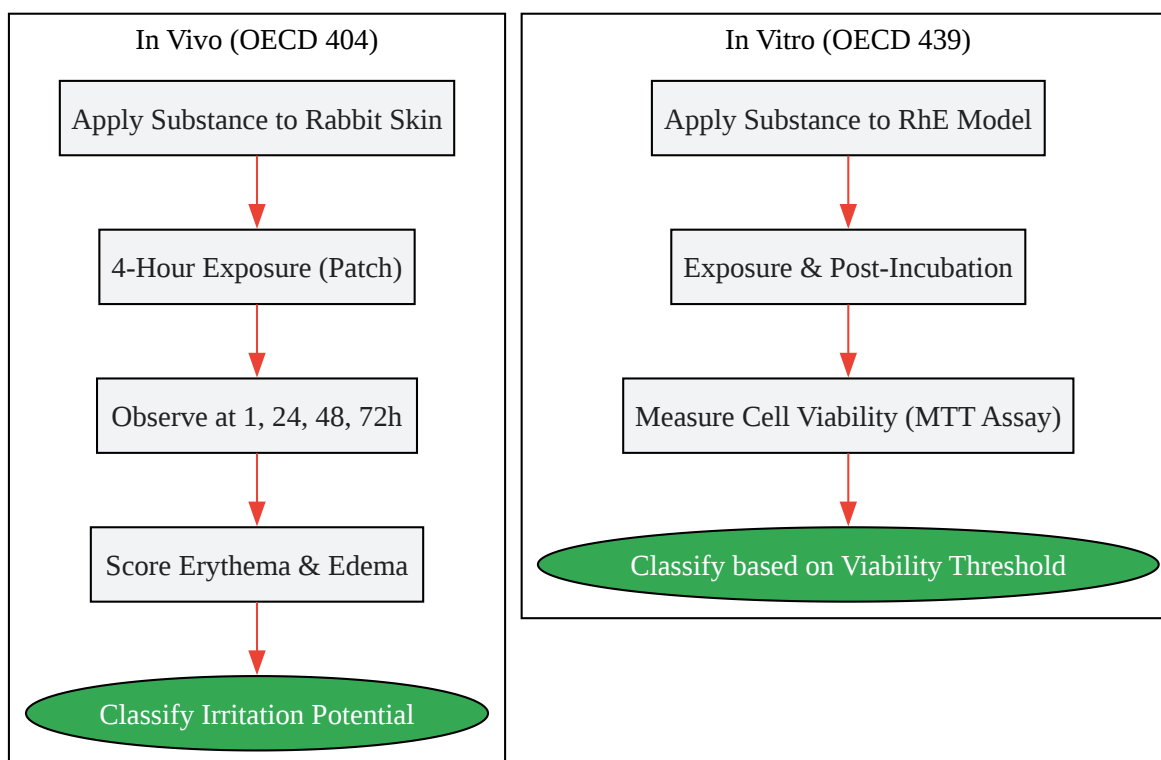 In Vivo (OECD 404)
Apply Substance to Rabbit Skin
4-Hour Exposure (Patch)
Observe at 1, 24, 48, 72h
Score Erythema & Edema
Classify Irritation Potential
In Vitro (OECD 439)
Apply Substance to RhE Model
Exposure & Post-Incubation
Measure Cell Viability (MTT Assay)
Classify based on Viability Threshold